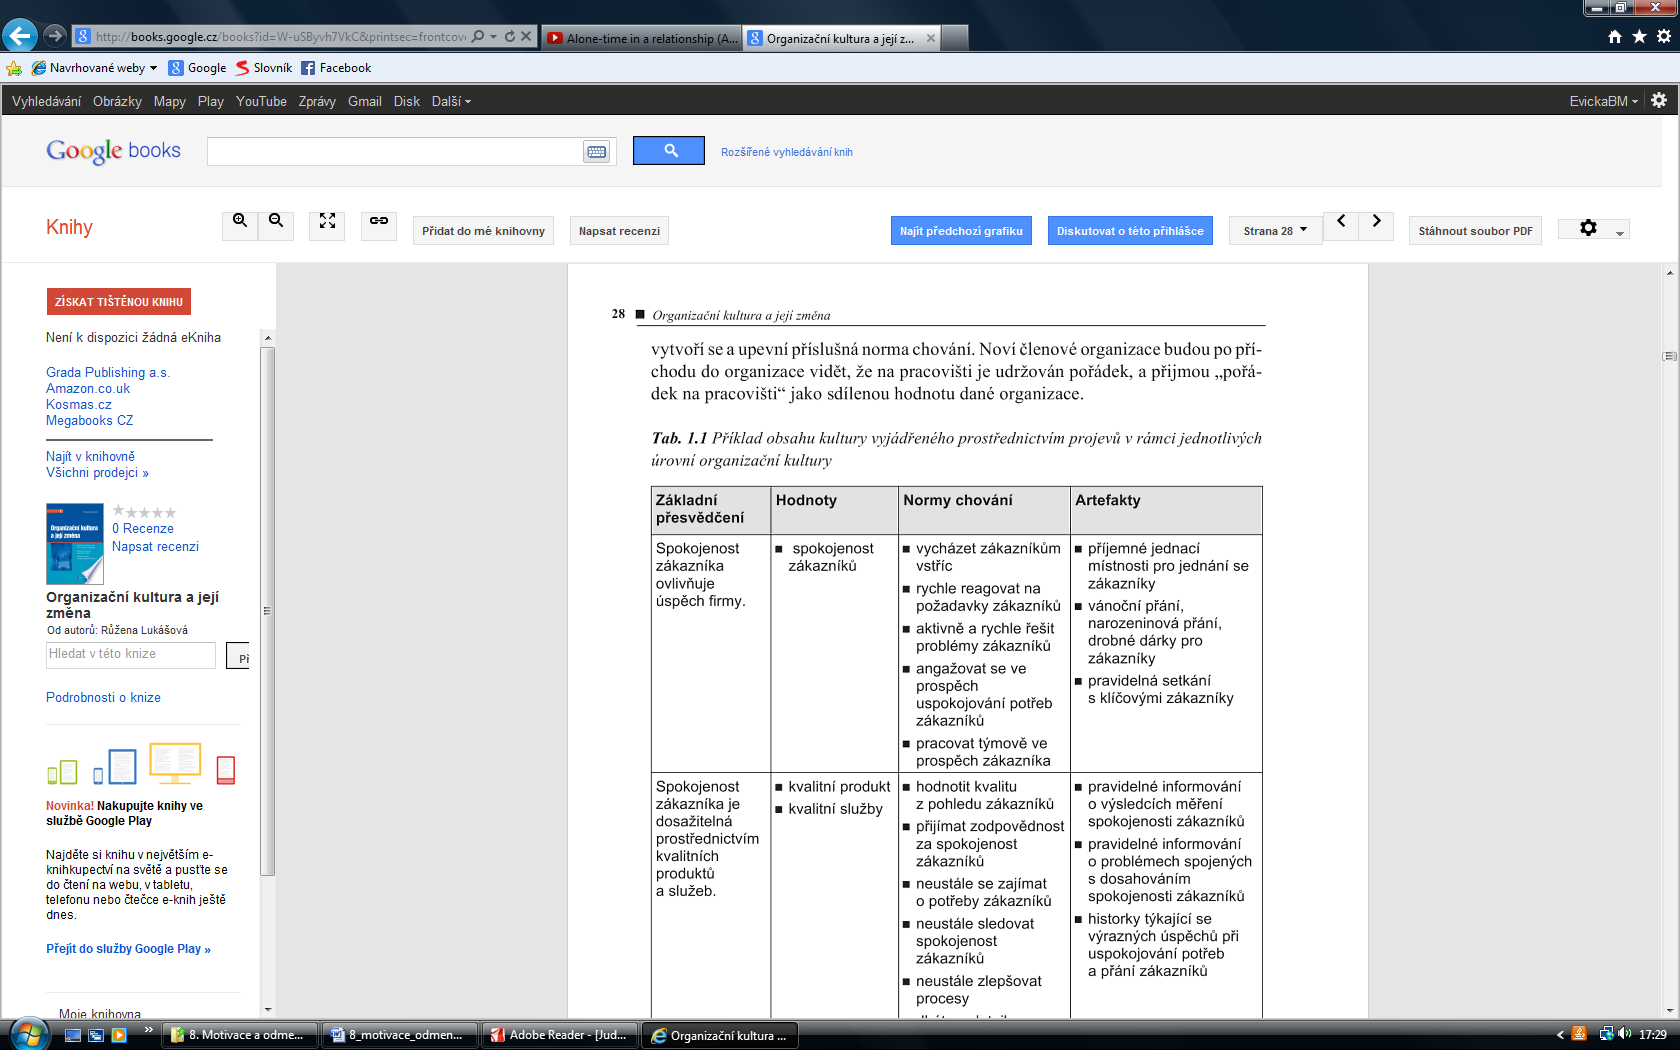 http://books.google.cz/books?id=W-uSByvh7VkC&printsec=frontcove
Alone-time in a relationship (A...
Organizační kultura a její z...
Navrhované weby
Google
Slovník
Facebook
Vyhledávání Obrázky Mapy Play YouTube Zprávy Gmail Disk Další
EvickaBM
Google books
Rozšířené vyhledávání knih
Knihy
Přidat do mé knihovny
Napsat recenzi
Najít předchozí grafiku
Diskutovat o této přihlášce
Strana 28
Stáhnout soubor PDF
ZÍSKAT TIŠTĚNOU KNIHU
Není k dispozici žádná eKniha
Grada Publishing a.s.
Amazon.co.uk
Kosmas.cz
Megabooks CZ
Najít v knihovně
Všichni prodejci »
Organizační kultura
a její změna
0 Recenze
Napsat recenzi
Organizační kultura a její
změna
Od autorů: Růžena Lukášová
Hledat v této knize
Př
Podrobnosti o knize
Novinka! Nakupujte knihy ve
službě Google Play
Najděte si knihu v největším e-
knihkupectví na světě a pusťte se
do čtení na webu, v tabletu,
telefonu nebo čtečce e-knih ještě
dnes.
Přejít do služby Google Play »
Moje knihovna
28 ■ Organizační kultura a její změna
vytvoří se a upevní příslušná norma chování. Noví členové organizace budou po pří-
chodu do organizace vidět, že na pracovišti je udržován pořádek, a přijmou „pořá-
dek na pracovišti“ jako sdílenou hodnotu dané organizace.
Tab. 1.1 Příklad obsahu kultury vyjádřeného prostřednictvím projevů v rámci jednotlivých
úrovní organizační kultury
Základní
přesvědčení
Hodnoty
Normy chování
Artefakty
Spokojenost
zákazníka
ovlivňuje
úspěch firmy.
■ spokojenost
zákazníků
■ vycházet zákazníkům
vstříc
■ rychle reagovat na
požadavky zákazníků
■ aktivně a rychle řešit
problémy zákazníků
■ angažovat se ve
prospěch
uspokojování potřeb
zákazníků
■ pracovat týmově ve
prospěch zákazníka
■ příjemné jednací
místnosti pro jednání se
zákazníky
■ vánoční přání,
narozeninová přání,
drobné dárky pro
zákazníky
■ pravidelná setkání
s klíčovými zákazníky
Spokojenost
zákazníka je
dosažitelná
prostřednictvím
kvalitních
produktů
a služeb.
■ kvalitní produkt
■ kvalitní služby
■ hodnotit kvalitu
z pohledu zákazníků
■ přijímat zodpovědnost
za spokojenost
zákazníků
■ neustále se zajímat
o potřeby zákazníků
■ neustále sledovat
spokojenost
zákazníků
■ neustále zlepšovat
procesy
■ pravidelné informování
o výsledcích měření
spokojenosti zákazníků
■ pravidelné informování
o problémech spojených
s dosahováním
spokojenosti zákazníků
■ historky týkající se
výrazných úspěchů při
uspokojování potřeb
a přání zákazníků
8. Motivace a odme...
8_motivace_odmen...
Adobe Reader - [Jud...
Organizační kultura ...
17:29